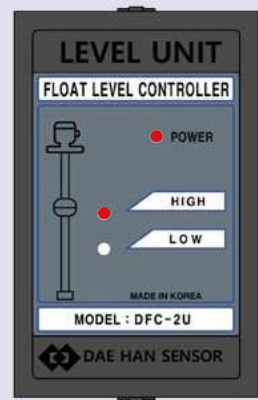 LEVEL UNIT
FLOAT LEVEL CONTROLLER
POWER
HIGH
LOW
MADE IN KOREA
MODEL : DFC-2U
DAE HAN SENSOR